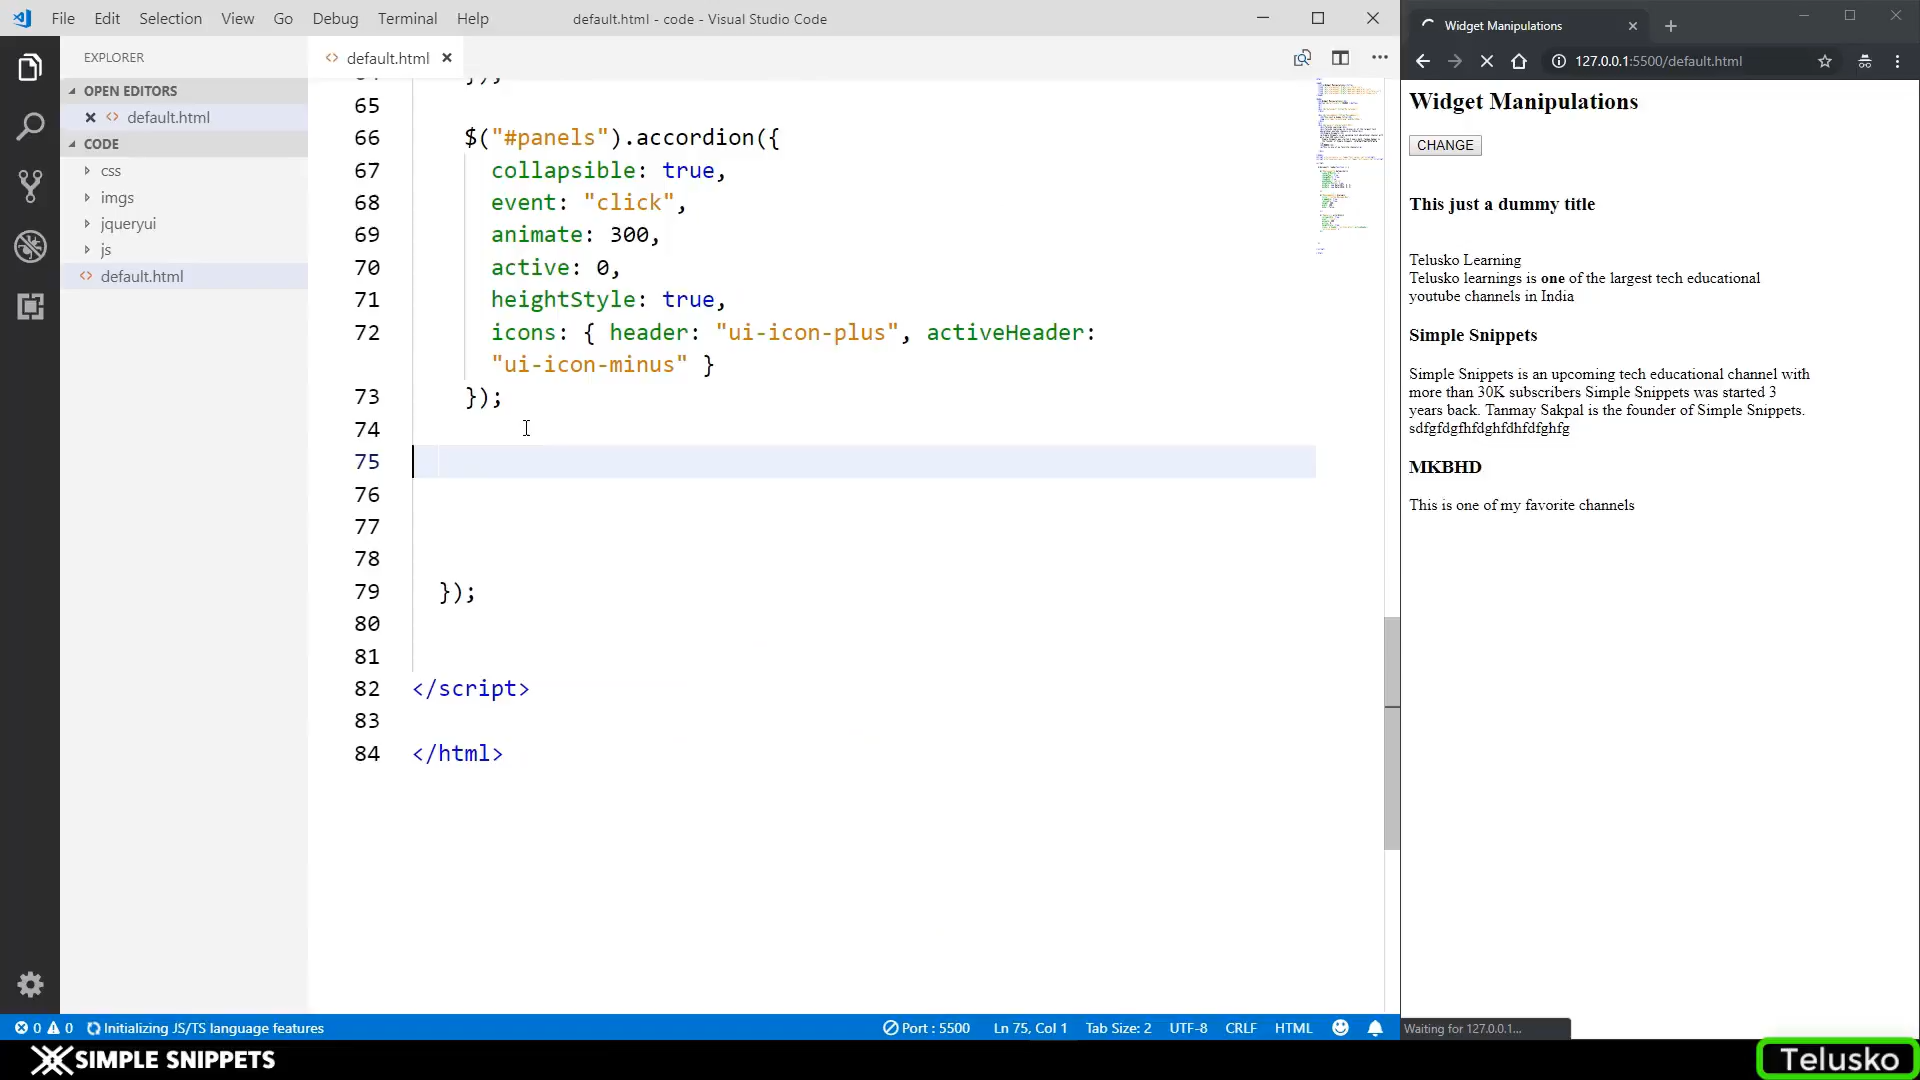 File Edit Selection View Go Debug Terminal Help
default.html - code - Visual Studio Code
EXPLORER
OPEN EDITORS
default.html
CODE
css
imgs
jqueryui
js
default.html
default.html
65
66 $("#panels").accordion({
67 collapsible: true,
68 event: "click",
69 animate: 300,
70 active: 0,
71 heightStyle: true,
72 icons: { header: "ui-icon-plus", activeHeader:
"ui-icon-minus" }
73 });
74
75
76
77
78
79 });
80
81
82 </script>
83
84 </html>
0 0 Initializing JS/TS language features
Port : 5500 Ln 75, Col 1 Tab Size: 2 UTF-8 CRLF HTML
Widget Manipulations
127.0.0.1:5500/default.html
Widget Manipulations
CHANGE
This just a dummy title
Telusko Learning
Telusko learnings is one of the largest tech educational
youtube channels in India
Simple Snippets
Simple Snippets is an upcoming tech educational channel with
more than 30K subscribers Simple Snippets was started 3
years back. Tanmay Sakpal is the founder of Simple Snippets.
sdfgfdgfhfdghfdhfdfghfg
MKBHD
This is one of my favorite channels
Waiting for 127.0.0.1...
SIMPLE SNIPPETS
Telusko